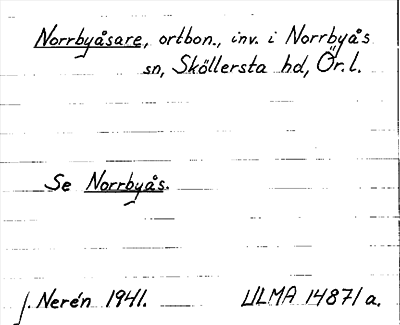 Norrbyåsare, ortbon., inv. i Norrbyås
sn, Sköllersta hd, Ör. l.
Se Norrbyås.
J. Nerén 1941. ULMA 14871 a.